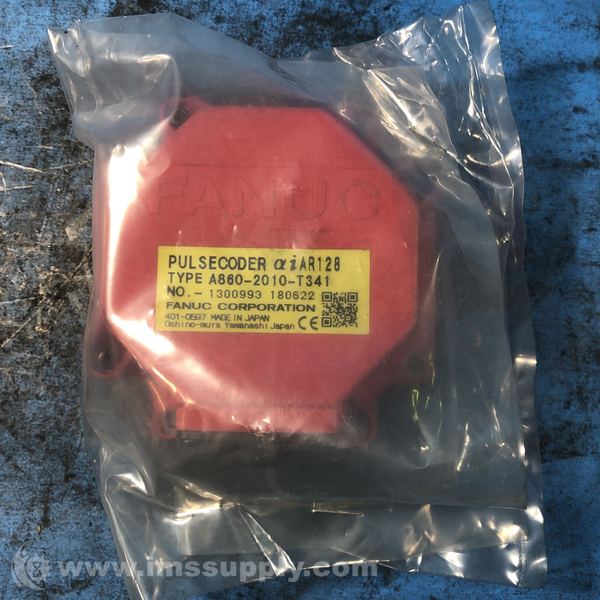 FANUC
PULSECODER αiAR128
TYPE A860-2010-T341
NO.- 1300993 180622
FANUC CORPORATION
401-0597 MADE IN JAPAN
Oshino-mura Yamanashi Japan CE
www.imssupply.com